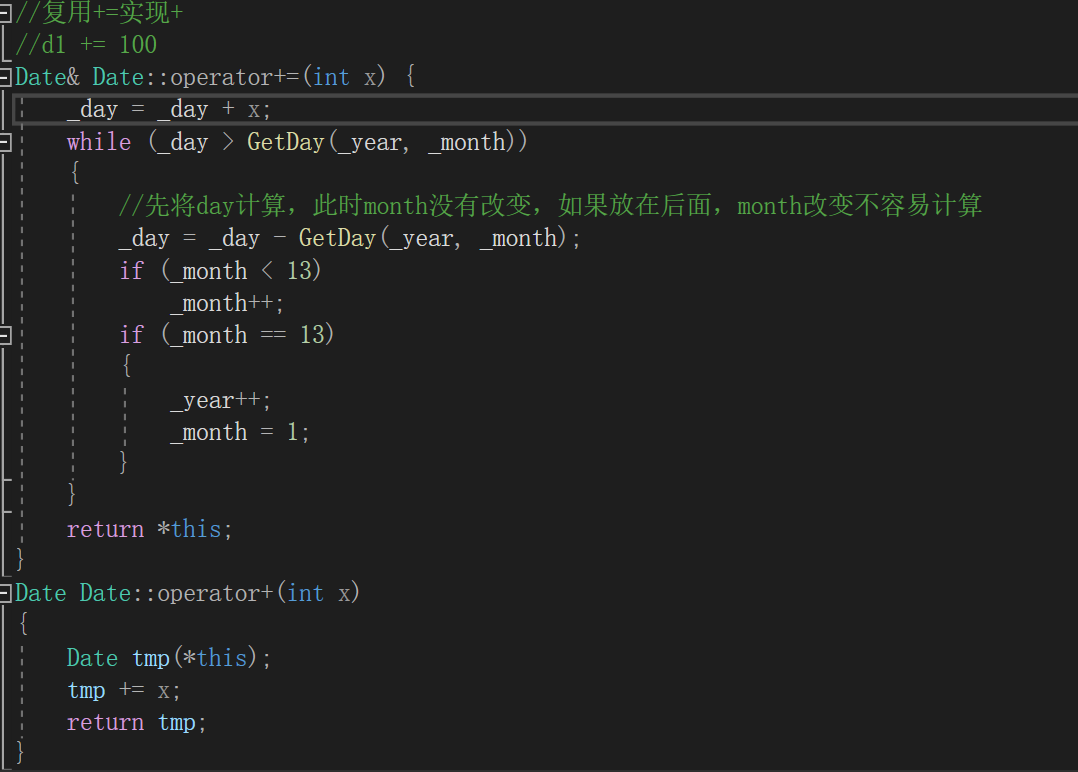 //复用+=实现+
//d1 += 100
Date& Date::operator+=(int x) {
    _day = _day + x;
    while (_day > GetDay(_year, _month))
    {
        //先将day计算，此时month没有改变，如果放在后面，month改变不容易计算
        _day = _day - GetDay(_year, _month);
        if (_month < 13)
            _month++;
        if (_month == 13)
        {
            _year++;
            _month = 1;
        }
    }
    return *this;
}
Date Date::operator+(int x)
{
    Date tmp(*this);
    tmp += x;
    return tmp;
}